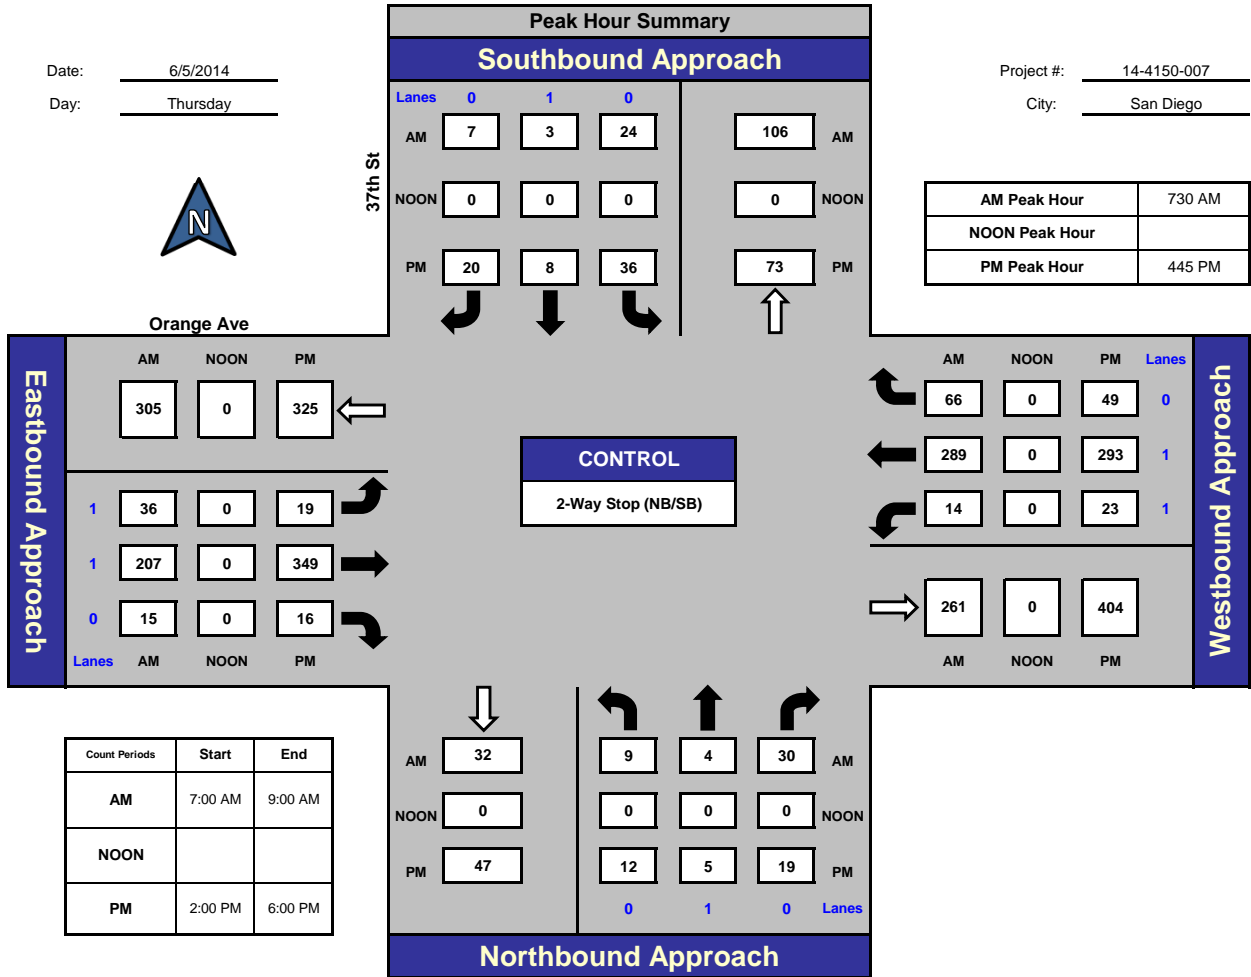 Peak Hour Summary
Southbound Approach
Date: 6/5/2014
Day: Thursday
Project #: 14-4150-007
City: San Diego
N
37th St
Lanes 0 1 0
AM 7 3 24 106 AM
NOON 0 0 0 0 NOON
PM 20 8 36 73 PM
AM Peak Hour 730 AM
NOON Peak Hour
PM Peak Hour 445 PM
Orange Ave
Eastbound Approach
AM NOON PM
305 0 325
1 36 0 19
1 207 0 349
0 15 0 16
Lanes AM NOON PM
CONTROL
2-Way Stop (NB/SB)
AM NOON PM Lanes
66 0 49 0
289 0 293 1
14 0 23 1
261 0 404
AM NOON PM
Westbound Approach
Count Periods Start End
AM 7:00 AM 9:00 AM
NOON
PM 2:00 PM 6:00 PM
AM 32 9 4 30 AM
NOON 0 0 0 0 NOON
PM 47 12 5 19 PM
0 1 0 Lanes
Northbound Approach